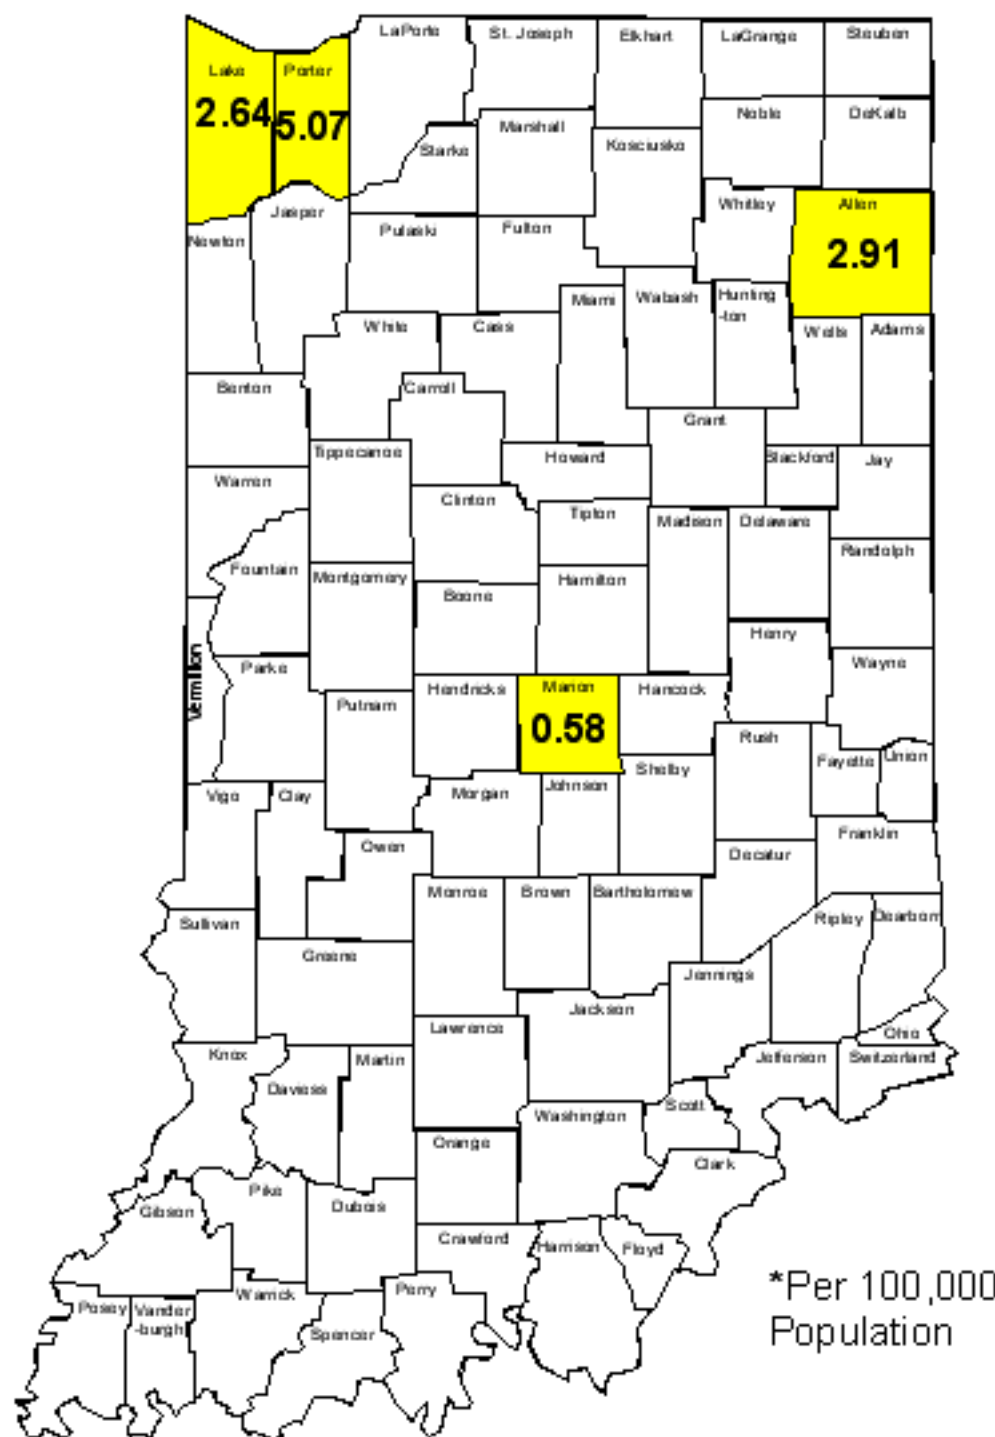 LaPorte
St. Joseph
Elkhart
LaGrange
Steuben
Lake
Porter
2.64
5.07
Noble
DeKalb
Marshall
Starke
Kosciusko
Whitley
Allen
2.91
Jasper
Newton
Pulaski
Fulton
Miami
Wabash
Hunting
-ton
White
Cass
Wells
Adams
Benton
Carroll
Grant
Tippecanoe
Howard
Blackford
Jay
Warren
Clinton
Tipton
Madison
Delaware
Randolph
Fountain
Montgomery
Boone
Hamilton
Henry
Vermillion
Parke
Wayne
Putnam
Hendricks
Marion
0.58
Hancock
Rush
Fayette
Union
Shelby
Vigo
Clay
Morgan
Johnson
Owen
Franklin
Decatur
Monroe
Brown
Bartholomew
Sullivan
Ripley
Dearborn
Greene
Jennings
Jackson
Lawrence
Ohio
Knox
Martin
Jefferson
Switzerland
Daviess
Scott
Washington
Orange
Clark
Pike
Dubois
Gibson
Crawford
Harrison
Floyd
Posey
Vander
-burgh
Warrick
Perry
Spencer
*Per 100,000
Population